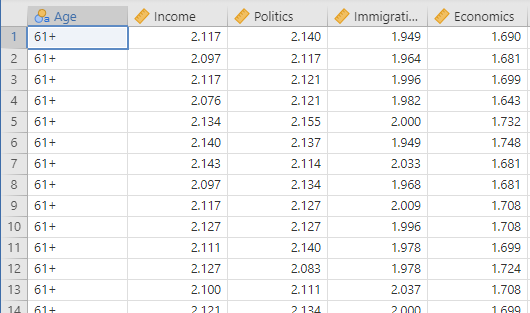 Age Income Politics Immigrati... Economics
1 61+ 2.117 2.140 1.949 1.690
2 61+ 2.097 2.117 1.964 1.681
3 61+ 2.117 2.121 1.996 1.699
4 61+ 2.076 2.121 1.982 1.643
5 61+ 2.134 2.155 2.000 1.732
6 61+ 2.140 2.137 1.949 1.748
7 61+ 2.143 2.114 2.033 1.681
8 61+ 2.097 2.134 1.968 1.681
9 61+ 2.117 2.127 2.009 1.708
10 61+ 2.127 2.127 1.996 1.708
11 61+ 2.111 2.140 1.978 1.699
12 61+ 2.127 2.083 1.978 1.724
13 61+ 2.100 2.111 2.037 1.708
14 61+ 2.121 2.134 2.000 1.699